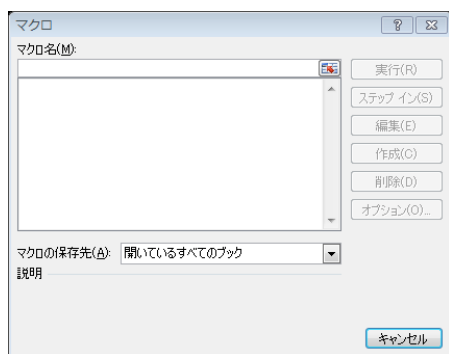 マクロ
マクロ名(M):
実行(R)
ステップ イン(S)
編集(E)
作成(C)
削除(D)
オプション(O)...
マクロの保存先(A): 開いているすべてのブック
説明
キャンセル